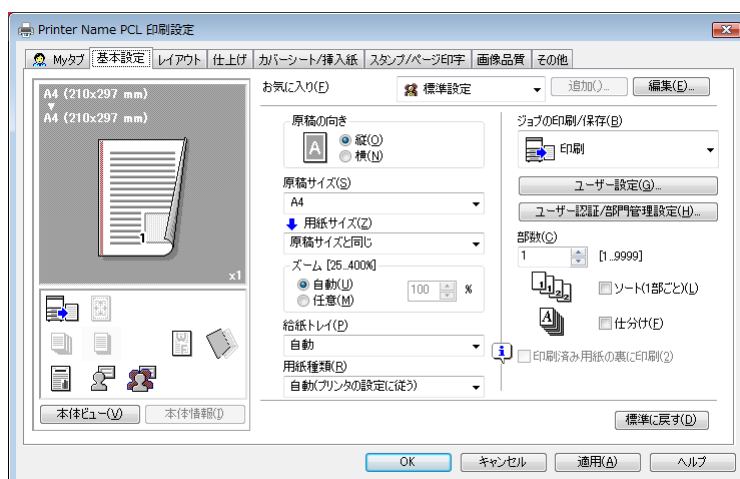 Printer Name PCL 印刷設定
Myタブ 基本設定 レイアウト 仕上げ カバーシート/挿入紙 スタンプ/ページ印字 画像品質 その他
A4 (210x297 mm)
A4 (210x297 mm)
1
x1
本体ビュー(V) 本体情報(I)
お気に入り(F) 標準設定 追加()... 編集(E)...
原稿の向き
A
縦(O)
横(N)
原稿サイズ(S)
A4
用紙サイズ(Z)
原稿サイズと同じ
ズーム [25..400%]
自動(U)
任意(M)
100 %
給紙トレイ(P)
自動
用紙種類(R)
自動(プリンタの設定に従う)
ジョブの印刷/保存(B)
印刷
ユーザー設定(G)...
ユーザー認証/部門管理設定(H)...
部数(C)
1 [1..9999]
1 1 2 2
ソート(1部ごと)(L)
A
仕分け(F)
印刷済み用紙の裏に印刷(2)
標準に戻す(D)
OK キャンセル 適用(A) ヘルプ